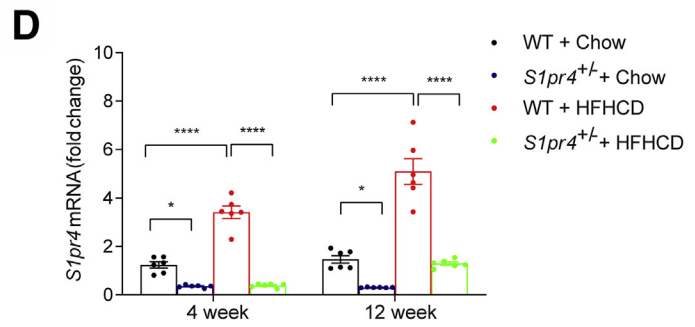 D
S1pr4 mRNA (fold change)
10
8
6
4
2
0
****
****
*
****
****
*
4 week
12 week
WT + Chow
S1pr4+/- + Chow
WT + HFHCD
S1pr4+/- + HFHCD